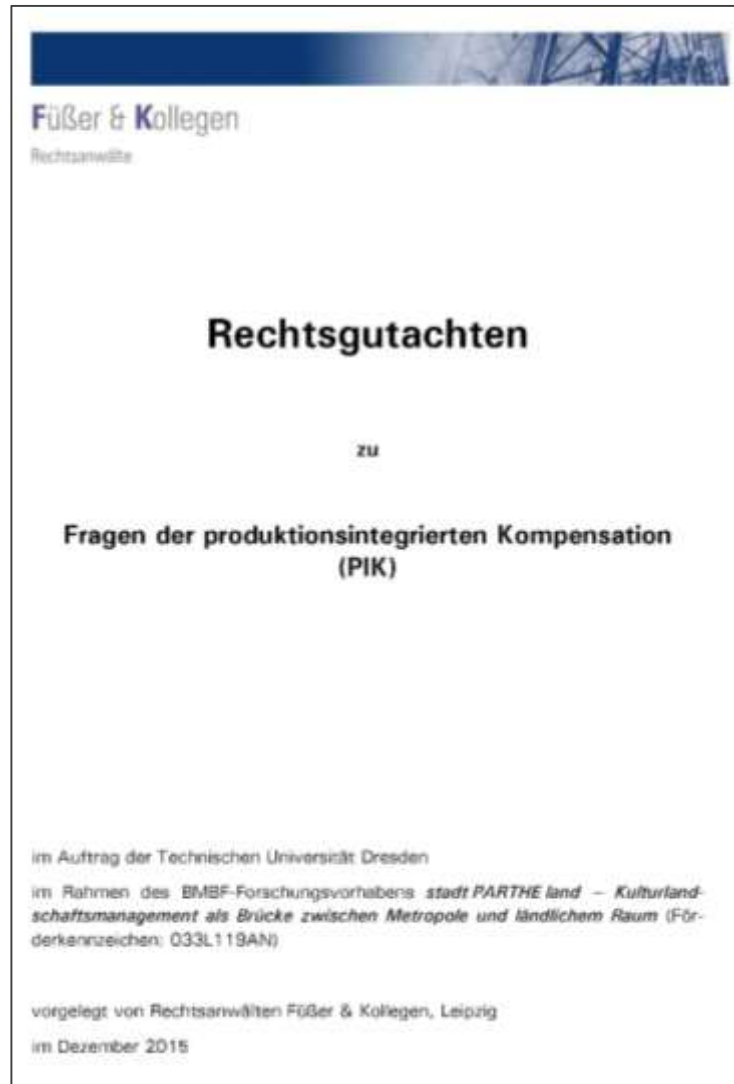 Füßer & Kollegen
Rechtsanwälte
Rechtsgutachten
zu
Fragen der produktionsintegrierten Kompensation
(PIK)
im Auftrag der Technischen Universität Dresden
im Rahmen des BMBF-Forschungsvorhabens stadt PARTHE land – Kulturland-
schaftsmanagement als Brücke zwischen Metropole und ländlichem Raum (För-
derkennzeichen: 033L119AN)
vorgelegt von Rechtsanwälten Füßer & Kollegen, Leipzig
im Dezember 2015